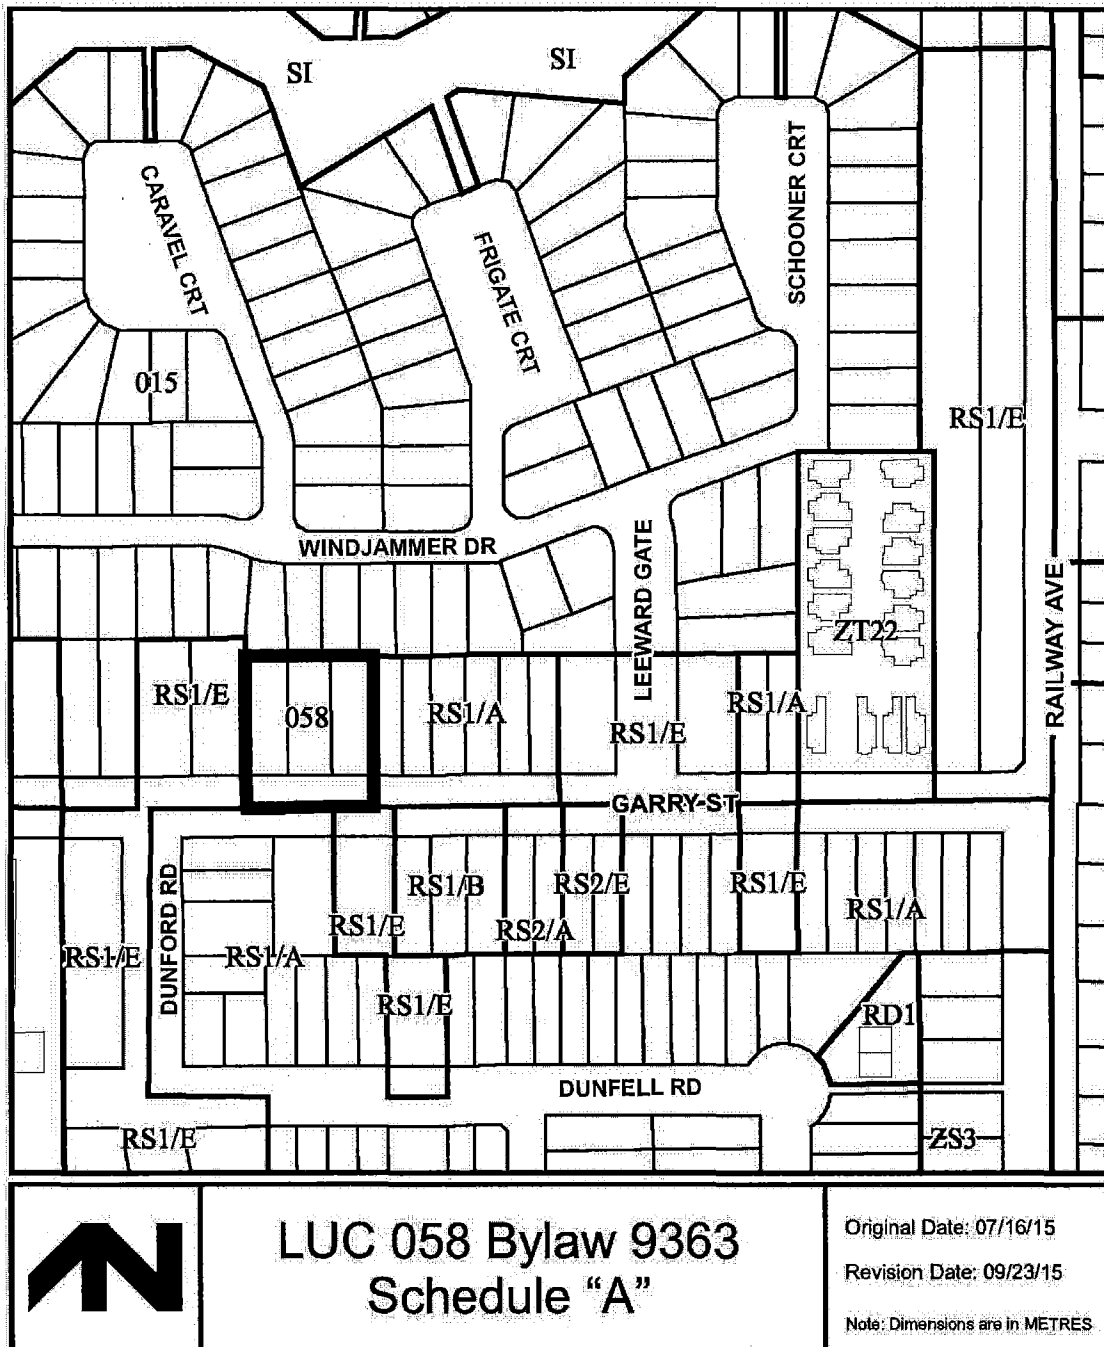 SI
SI
CARAVEL CRT
FRIGATE CRT
SCHOONER CRT
015
RS1/E
WINDJAMMER DR
LEEWARD GATE
RAILWAY AVE
ZT22
RS1/E
058
RS1/A
RS1/E
RS1/A
GARRY ST
DUNFORD RD
RS1/E
RS1/A
RS1/E
RS1/B
RS2/A
RS2/E
RS1/E
RS1/A
RS1/E
RD1
DUNFELL RD
RS1/E
ZS3
LUC 058 Bylaw 9363
Schedule “A”
Original Date: 07/16/15
Revision Date: 09/23/15
Note: Dimensions are in METRES